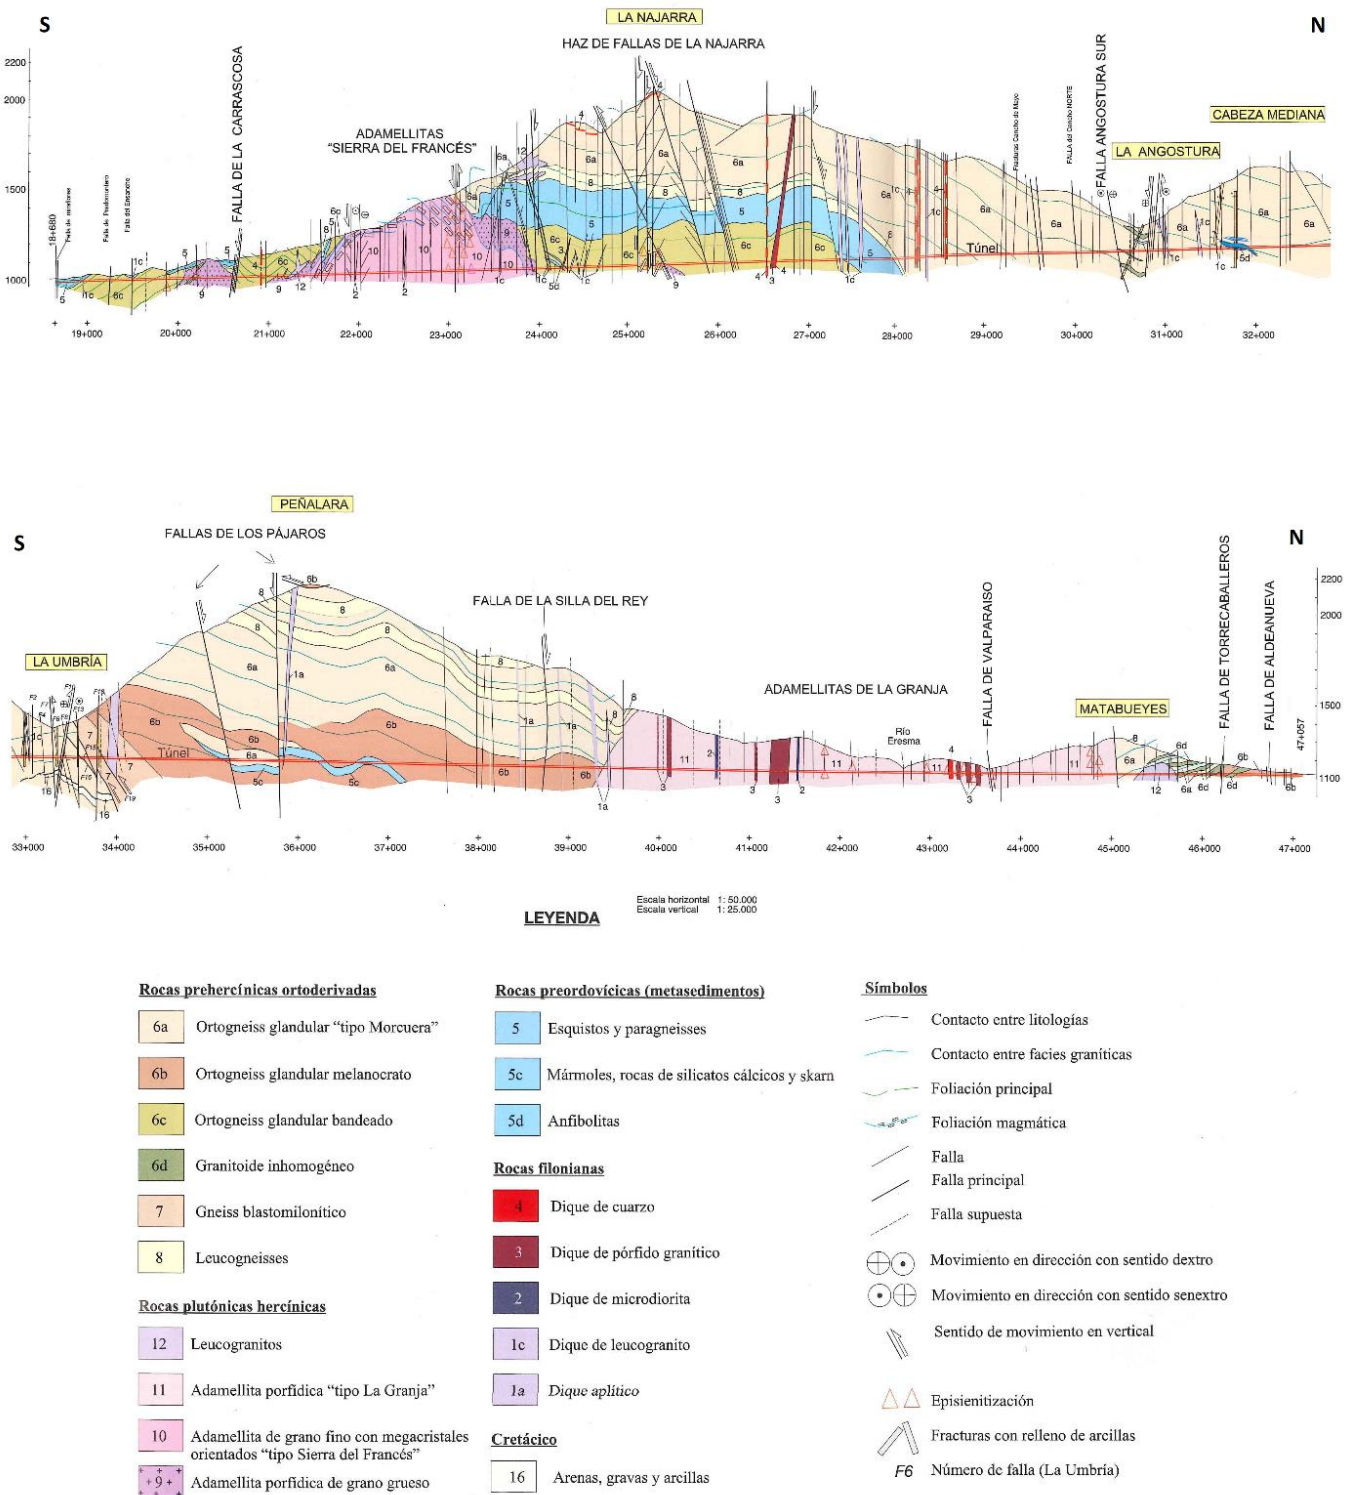 S
N
LA NAJARRA
HAZ DE FALLAS DE LA NAJARRA
FALLA DE LA CARRASCOSA
ADAMELLITAS
"SIERRA DEL FRANCÉS"
Fracturas Cancho de Mayo
FALLA del Cancho NORTE
FALLA ANGOSTURA SUR
CABEZA MEDIANA
LA ANGOSTURA
2200
2000
1500
1000
18+680
Túnel
19+000
20+000
21+000
22+000
23+000
24+000
25+000
26+000
27+000
28+000
29+000
30+000
31+000
32+000
PEÑALARA
FALLAS DE LOS PÁJAROS
S
N
FALLA DE LA SILLA DEL REY
LA UMBRÍA
ADAMELLITAS DE LA GRANJA
FALLA DE VALPARAISO
MATABUEYES
FALLA DE TORRECABALLEROS
FALLA DE ALDEANUEVA
47+057
Río
Eresma
Túnel
2200
2000
1500
1100
33+000
34+000
35+000
36+000
37+000
38+000
39+000
40+000
41+000
42+000
43+000
44+000
45+000
46+000
47+000
Escala horizontal 1: 50.000
Escala vertical 1: 25.000
LEYENDA
Rocas prehercínicas ortoderivadas
6a Ortogneiss glandular "tipo Morcuera"
6b Ortogneiss glandular melanocrato
6c Ortogneiss glandular bandeado
6d Granitoide inhomogéneo
7 Gneiss blastomilonítico
8 Leucogneisses
Rocas plutónicas hercínicas
12 Leucogranitos
11 Adamellita porfídica "tipo La Granja"
10 Adamellita de grano fino con megacristales
orientados "tipo Sierra del Francés"
9 Adamellita porfídica de grano grueso
Rocas preordovícicas (metasedimentos)
5 Esquistos y paragneisses
5c Mármoles, rocas de silicatos cálcicos y skarn
5d Anfibolitas
Rocas filonianas
4 Dique de cuarzo
3 Dique de pórfido granítico
2 Dique de microdiorita
1c Dique de leucogranito
1a Dique aplítico
Cretácico
16 Arenas, gravas y arcillas
Símbolos
Contacto entre litologías
Contacto entre facies graníticas
Foliación principal
Foliación magmática
Falla
Falla principal
Falla supuesta
Movimiento en dirección con sentido dextro
Movimiento en dirección con sentido senextro
Sentido de movimiento en vertical
Episienitización
Fracturas con relleno de arcillas
F6 Número de falla (La Umbría)